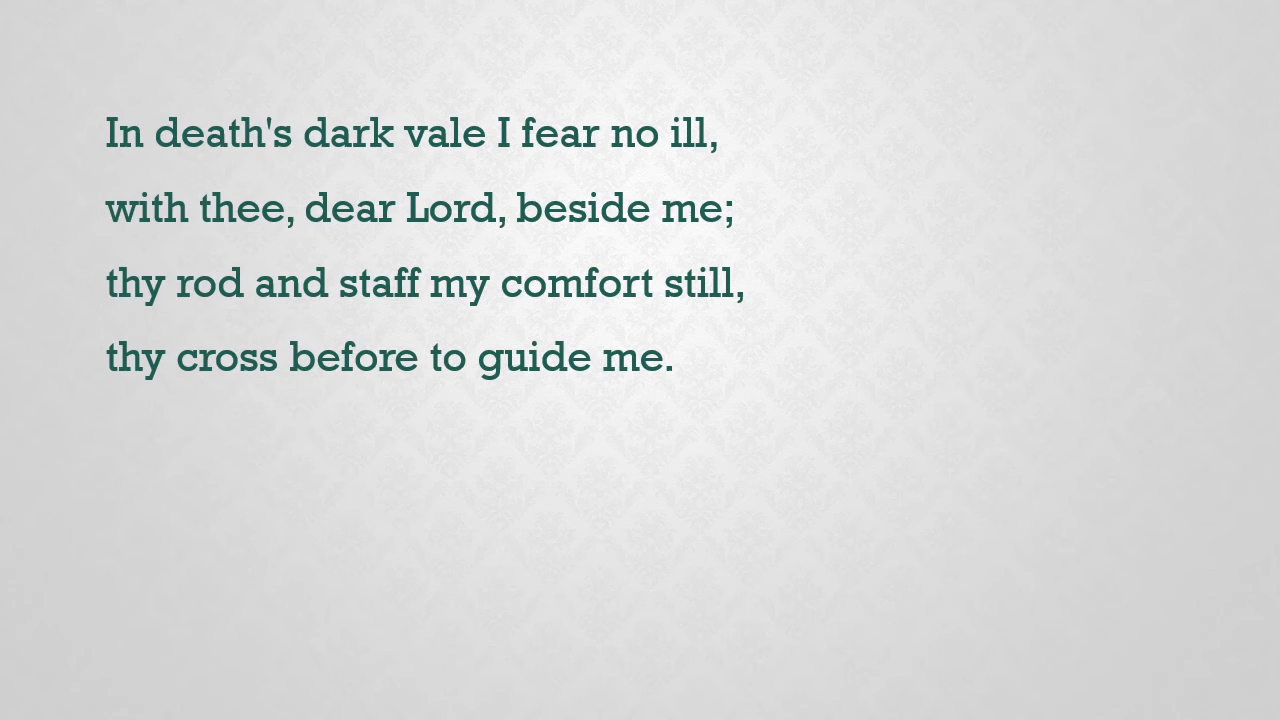 In death's dark vale I fear no ill,
with thee, dear Lord, beside me;
thy rod and staff my comfort still,
thy cross before to guide me.